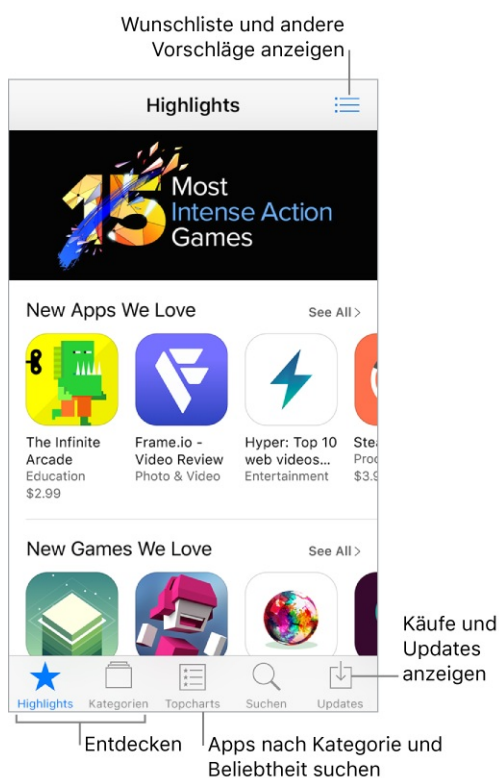 Wunschliste und andere
Vorschläge anzeigen
Highlights
15 Most
Intense Action
Games
New Apps We Love See All >
The Infinite
Arcade
Education
$2.99
Frame.io -
Video Review
Photo & Video
Hyper: Top 10
web videos...
Entertainment
New Games We Love See All >
Käufe und
Updates
anzeigen
Highlights Kategorien Topcharts Suchen Updates
Entdecken
Apps nach Kategorie und
Beliebtheit suchen